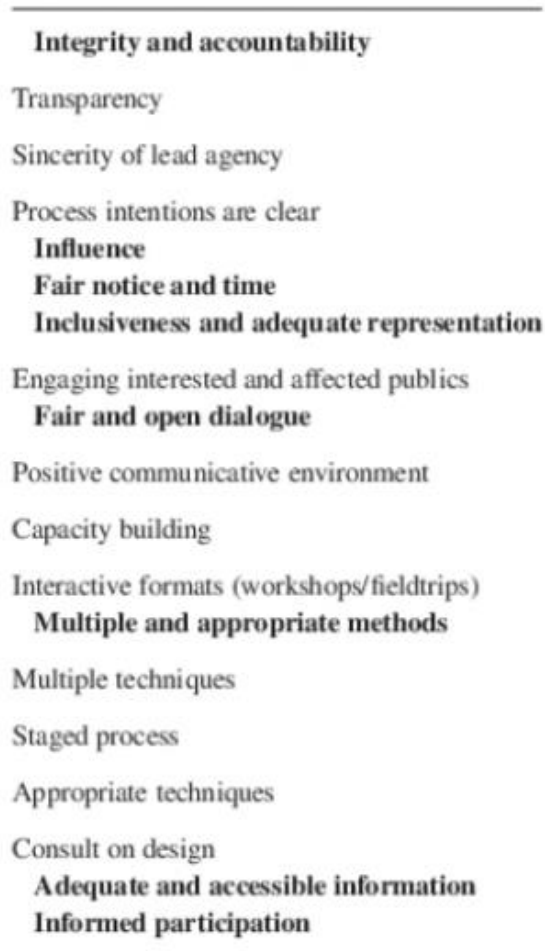 Integrity and accountability
Transparency
Sincerity of lead agency
Process intentions are clear
Influence
Fair notice and time
Inclusiveness and adequate representation
Engaging interested and affected publics
Fair and open dialogue
Positive communicative environment
Capacity building
Interactive formats (workshops/fieldtrips)
Multiple and appropriate methods
Multiple techniques
Staged process
Appropriate techniques
Consult on design
Adequate and accessible information
Informed participation